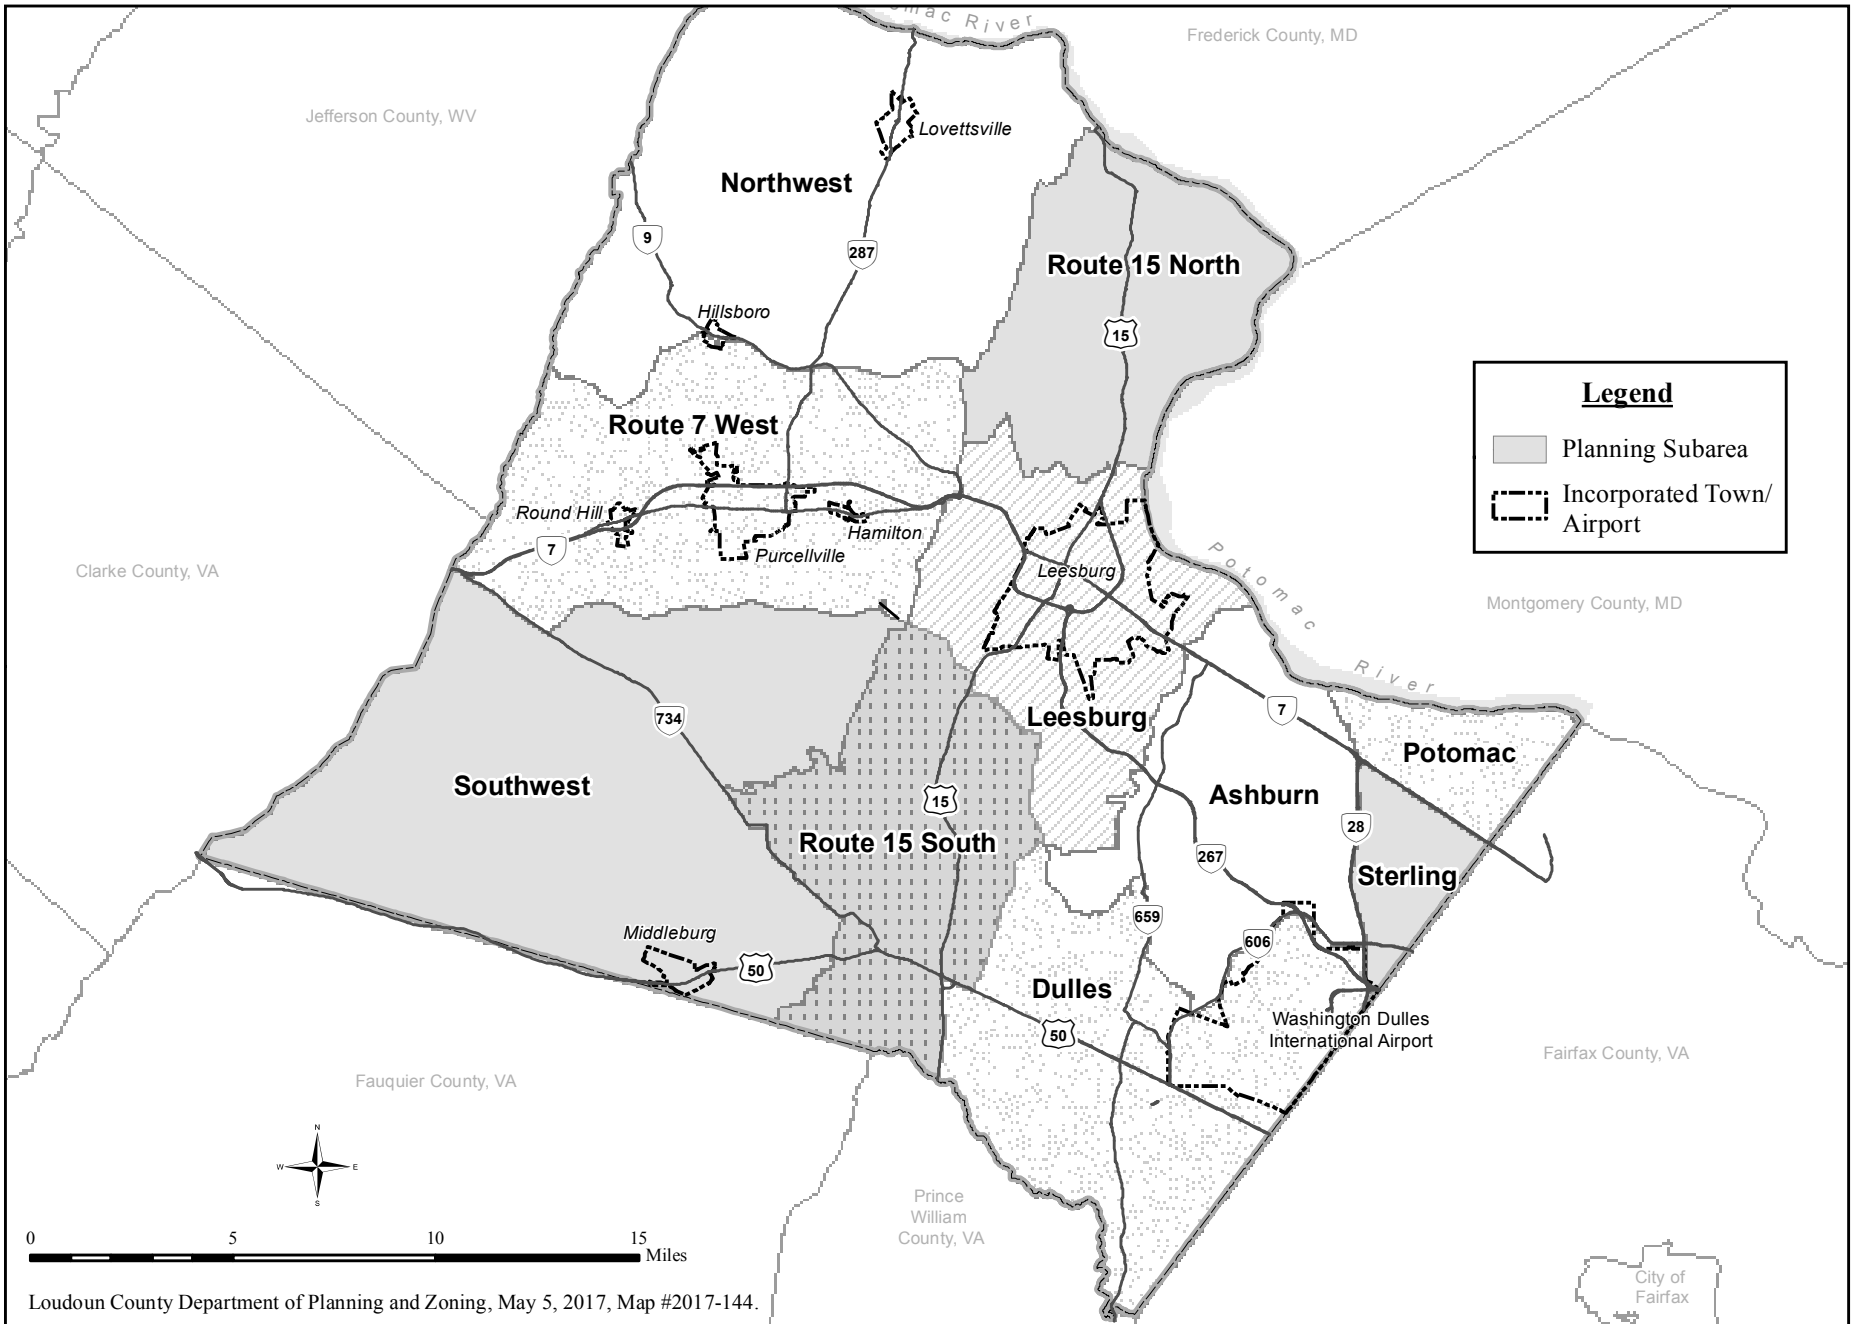 omac River
Frederick County, MD
Jefferson County, WV
Lovettsville
Northwest
9
287
Route 15 North
Hillsboro
15
Legend
Planning Subarea
Incorporated Town/
Airport
Route 7 West
Round Hill
7
Hamilton
Purcellville
Leesburg
Potomac
River
Clarke County, VA
Montgomery County, MD
734
Leesburg
7
Potomac
Southwest
15
Ashburn
28
Route 15 South
267
Sterling
659
Middleburg
50
606
Dulles
50
Washington Dulles
International Airport
Fairfax County, VA
Fauquier County, VA
N
W
E
S
Prince
William
County, VA
0
5
10
15
Miles
City of
Fairfax
Loudoun County Department of Planning and Zoning, May 5, 2017, Map #2017-144.